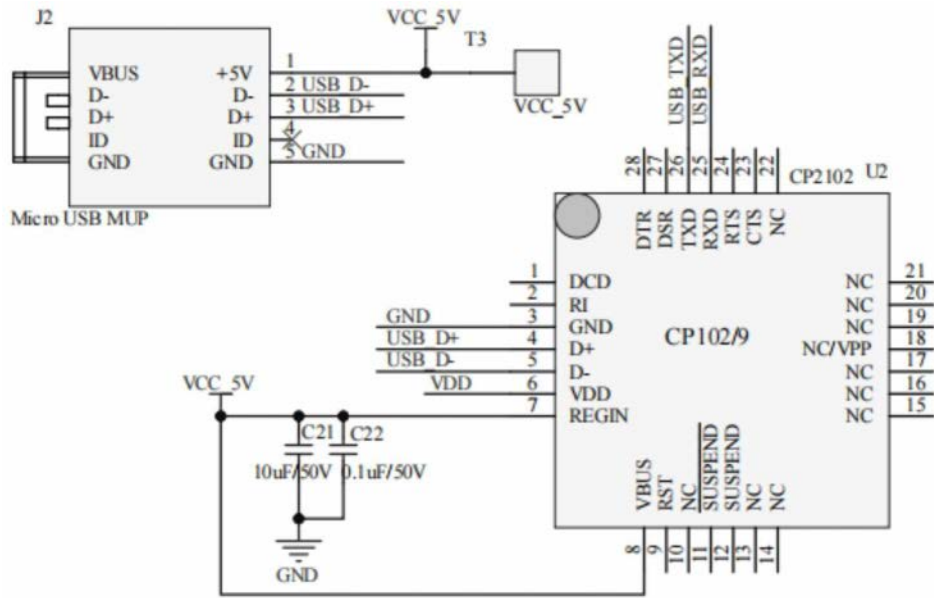 J2
VBUS +5V 1
D- D- 2 USB_D-
D+ D+ 3 USB_D+
ID ID 4
GND GND 5 GND
Micro USB MUP
VCC_5V
T3
VCC_5V
USB_TXD
USB_RXD
28 27 26 25 24 23 22
CP2102 U2
DTR DSR TXD RXD RTS CTS NC
1 DCD
2 RI
GND 3 GND
USB_D+ 4 D+
USB_D- 5 D-
VDD 6 VDD
7 REGIN
CP102/9
NC 21
NC 20
NC 19
NC/VPP 18
NC 17
NC 16
NC 15
VCC_5V
C21 C22
10uF/50V 0.1uF/50V
GND
VBUS RST NC SUSPEND SUSPEND NC NC
8 9 10 11 12 13 14